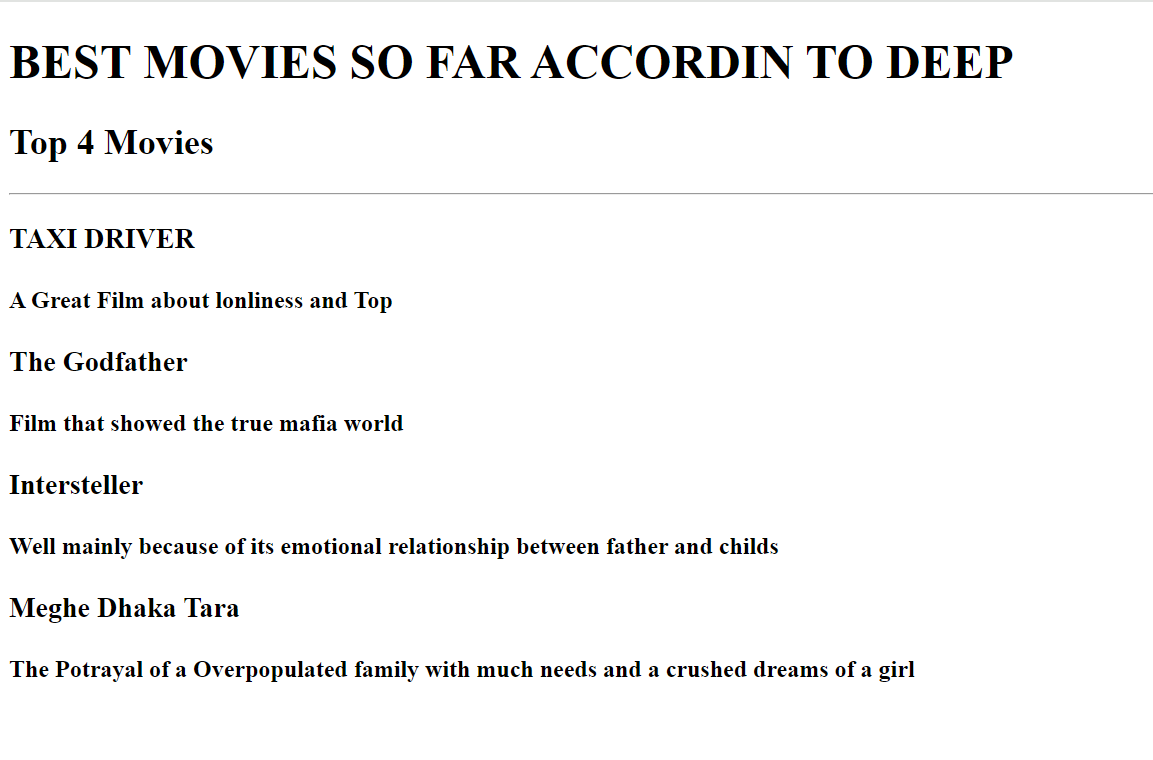 BEST MOVIES SO FAR ACCORDIN TO DEEP
Top 4 Movies
TAXI DRIVER
A Great Film about lonliness and Top
The Godfather
Film that showed the true mafia world
Intersteller
Well mainly because of its emotional relationship between father and childs
Meghe Dhaka Tara
The Potrayal of a Overpopulated family with much needs and a crushed dreams of a girl